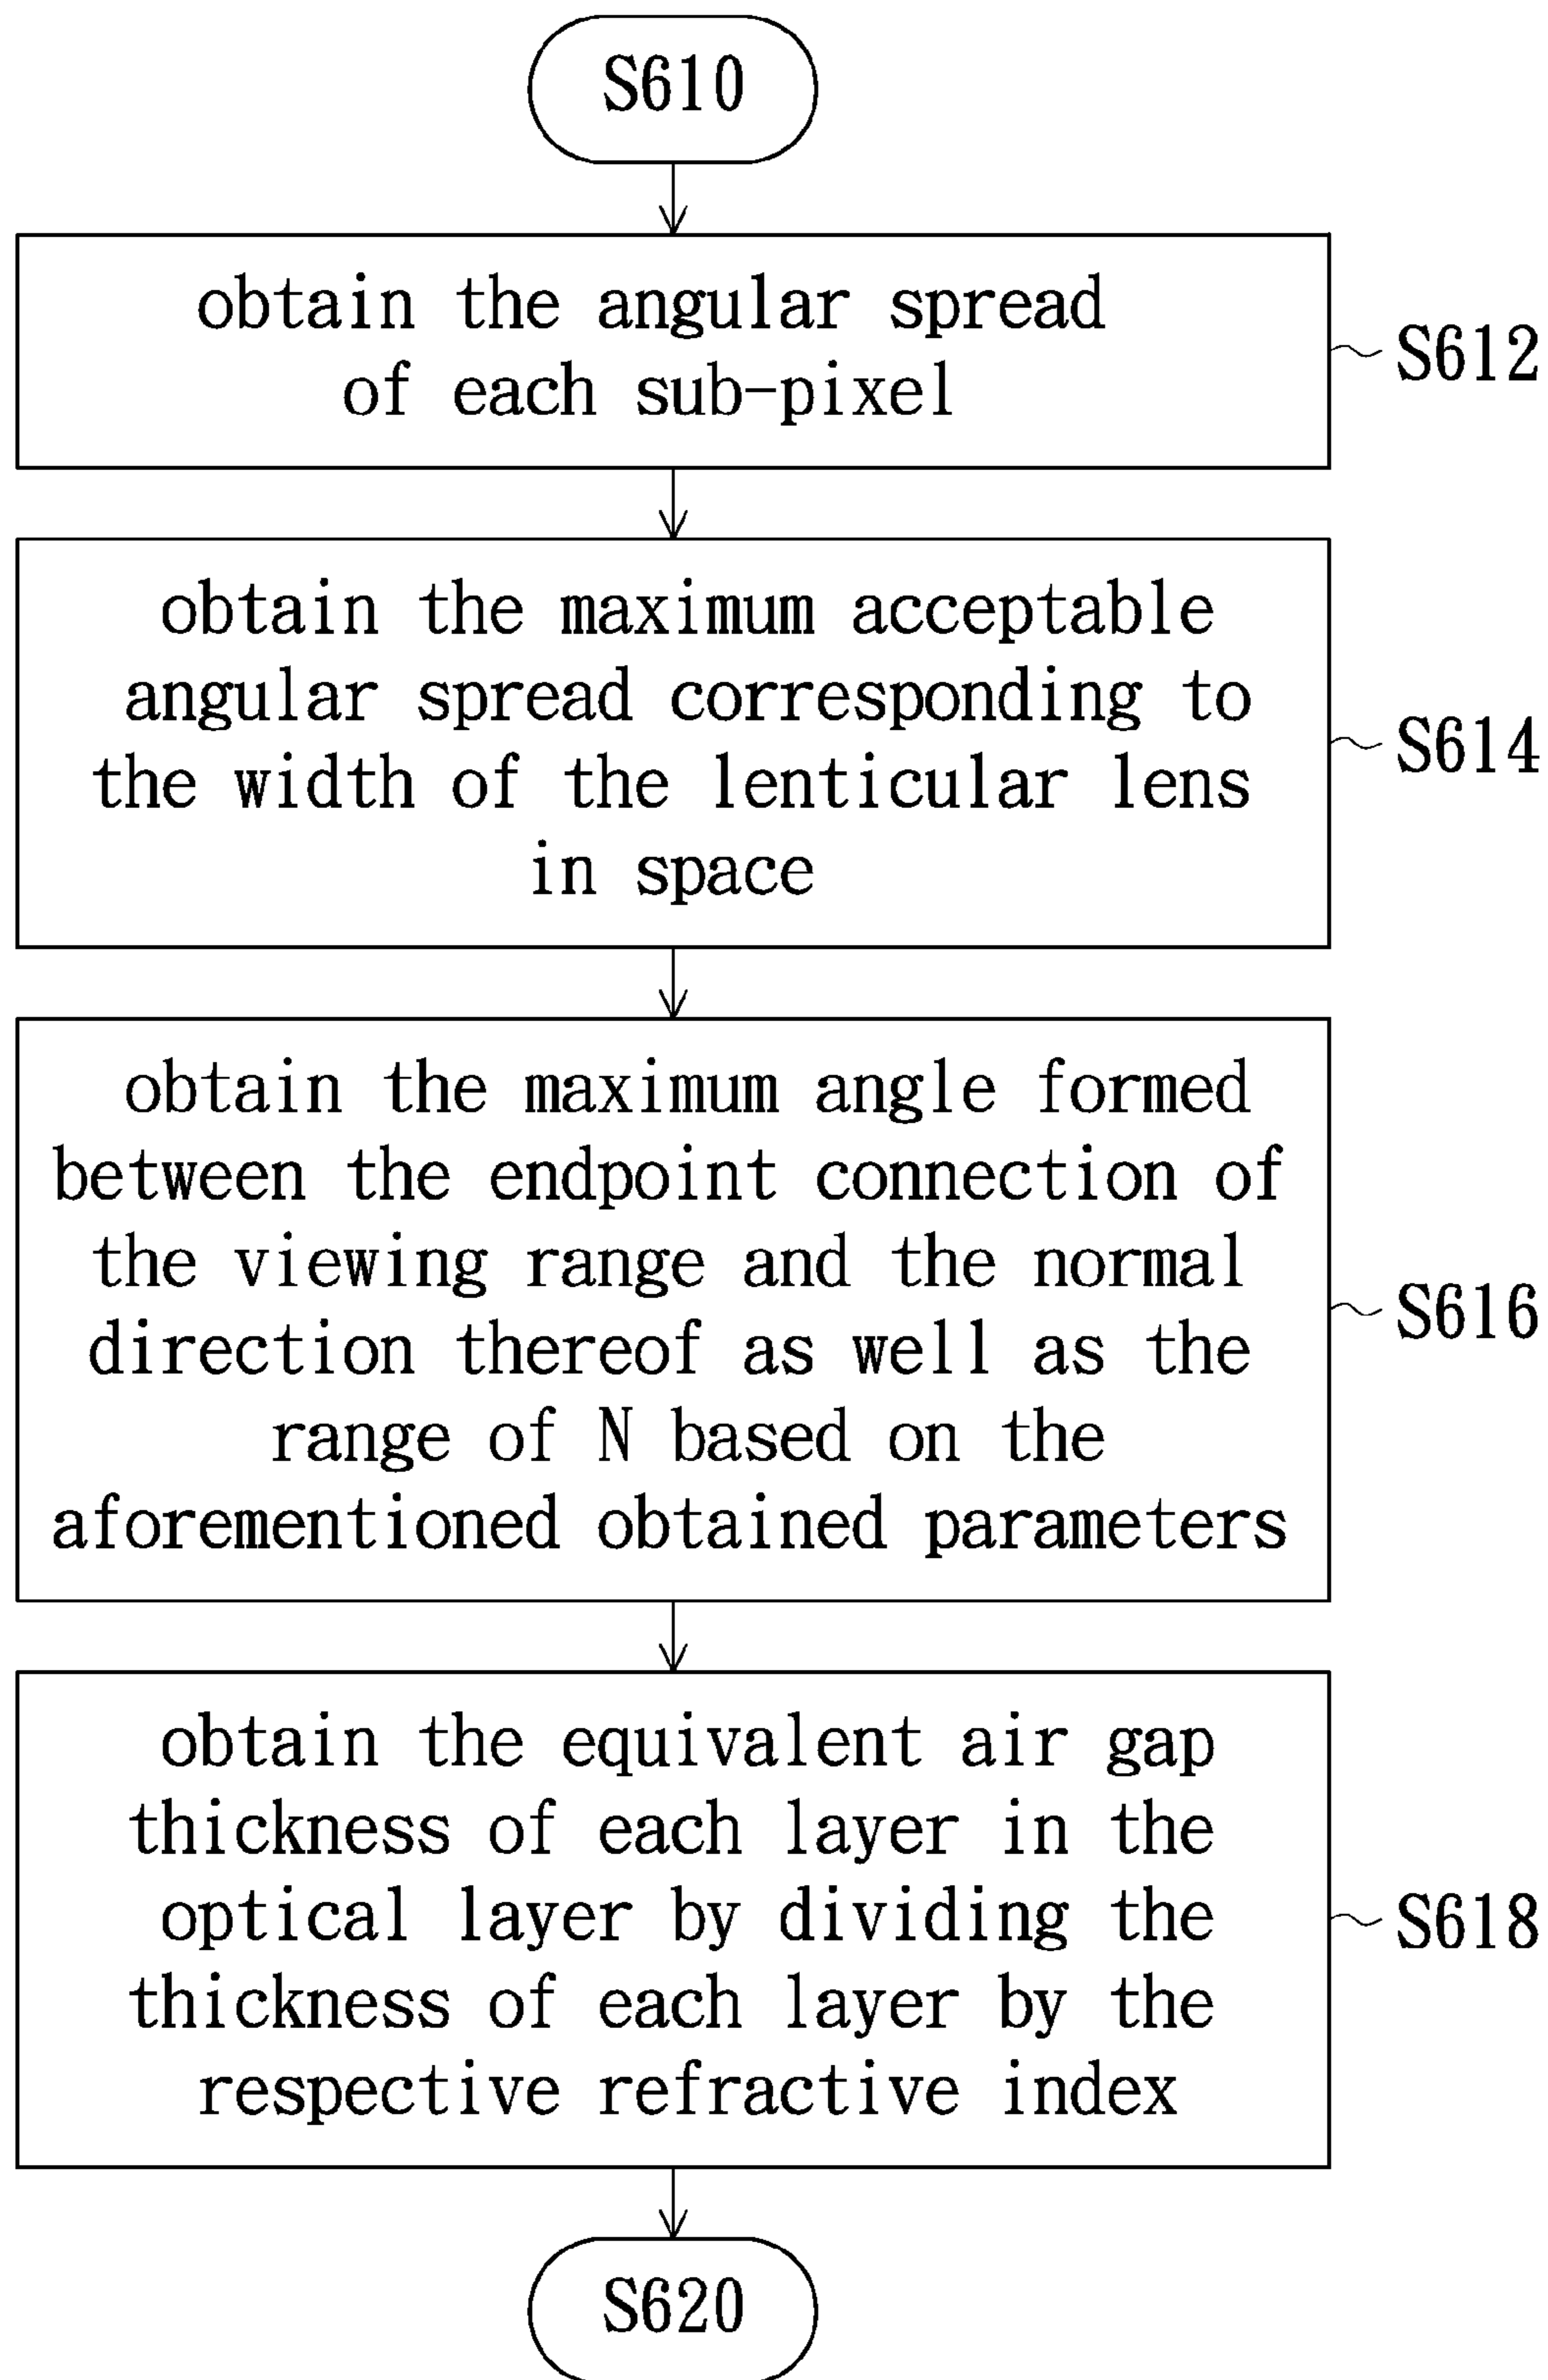 S610
obtain the angular spread
of each sub-pixel
S612
obtain the maximum acceptable
angular spread corresponding to
the width of the lenticular lens
in space
S614
obtain the maximum angle formed
between the endpoint connection of
the viewing range and the normal
direction thereof as well as the
range of N based on the
aforementioned obtained parameters
S616
obtain the equivalent air gap
thickness of each layer in the
optical layer by dividing the
thickness of each layer by the
respective refractive index
S618
S620